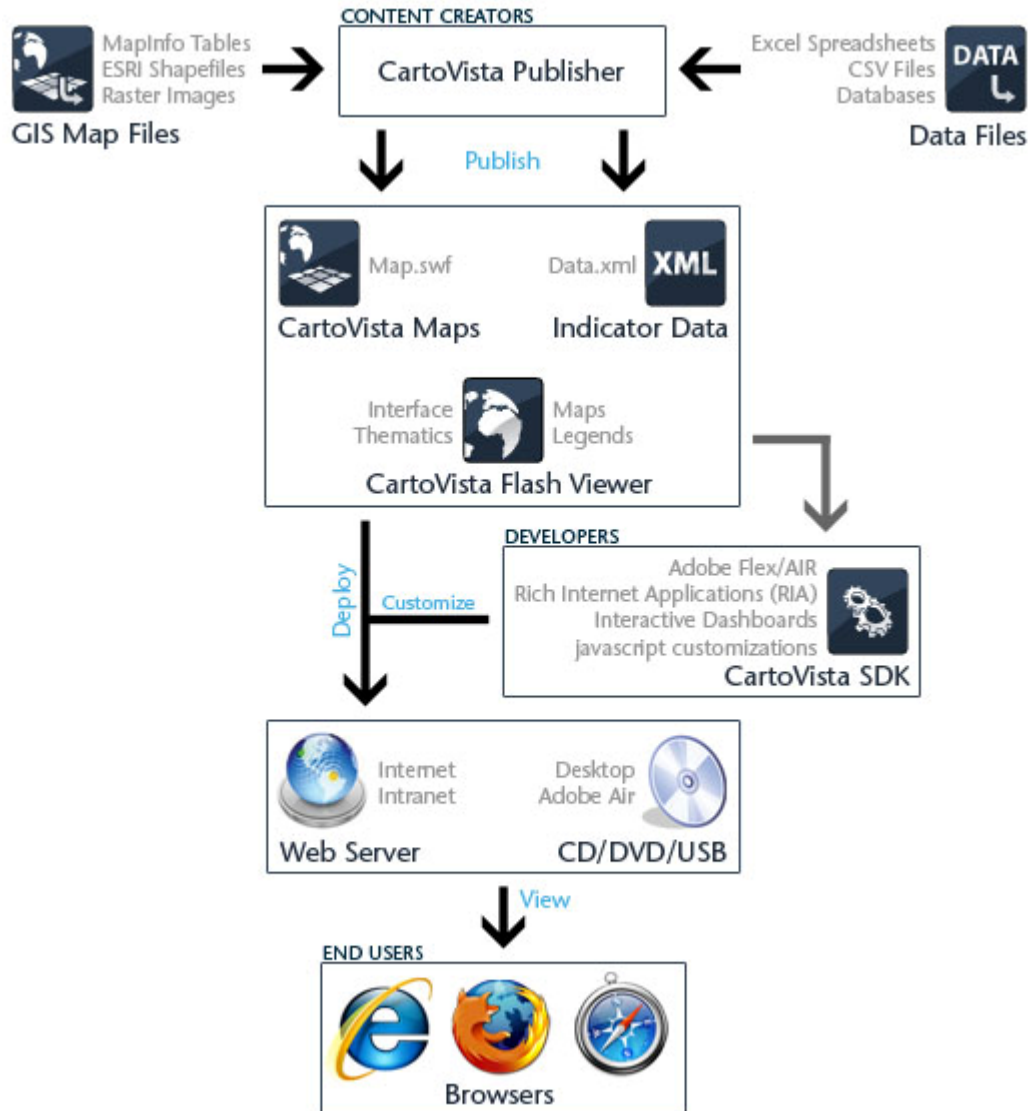 CONTENT CREATORS
MapInfo Tables
ESRI Shapefiles
Raster Images
GIS Map Files
CartoVista Publisher
Excel Spreadsheets
CSV Files
Databases
DATA
Data Files
Publish
Map.swf
CartoVista Maps
Data.xml
XML
Indicator Data
Interface
Thematics
Maps
Legends
CartoVista Flash Viewer
DEVELOPERS
Adobe Flex/AIR
Rich Internet Applications (RIA)
Interactive Dashboards
javascript customizations
CartoVista SDK
Deploy
Customize
Internet
Intranet
Web Server
Desktop
Adobe Air
CD/DVD/USB
View
END USERS
Browsers